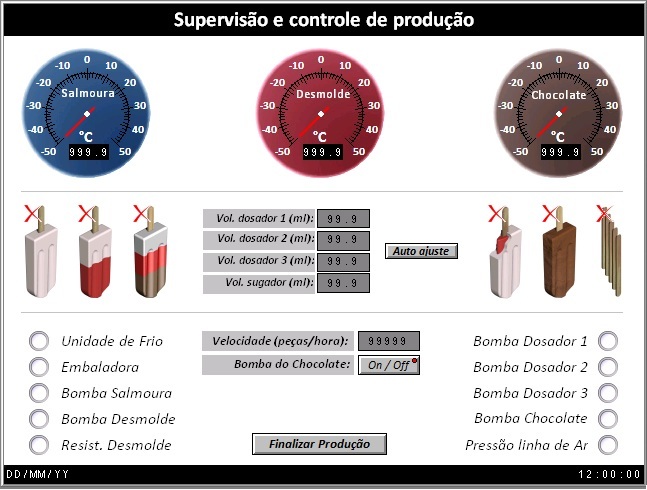 Supervisão e controle de produção
-50 -40 -30 -20 -10 0 10 20 30 40 50
Salmoura
°C
999.9
-50 -40 -30 -20 -10 0 10 20 30 40 50
Desmolde
°C
999.9
-50 -40 -30 -20 -10 0 10 20 30 40 50
Chocolate
°C
999.9
Vol. dosador 1 (ml): 99.9
Vol. dosador 2 (ml): 99.9
Vol. dosador 3 (ml): 99.9
Vol. sugador (ml): 99.9
Auto ajuste
Unidade de Frio
Embaladora
Bomba Salmoura
Bomba Desmolde
Resist. Desmolde
Velocidade (peças/hora): 99999
Bomba do Chocolate: On / Off
Finalizar Produção
Bomba Dosador 1
Bomba Dosador 2
Bomba Dosador 3
Bomba Chocolate
Pressão linha de Ar
DD/MM/YY
12:00:00